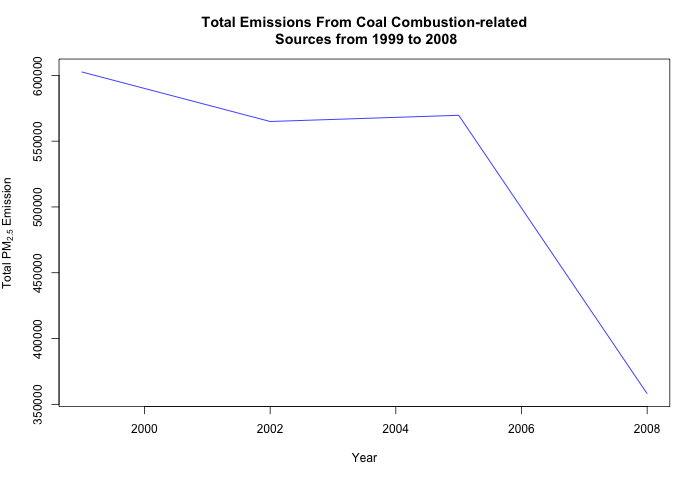 Total Emissions From Coal Combustion-related
Sources from 1999 to 2008
Total PM2.5 Emission
600000
550000
500000
450000
400000
350000
2000 2002 2004 2006 2008
Year